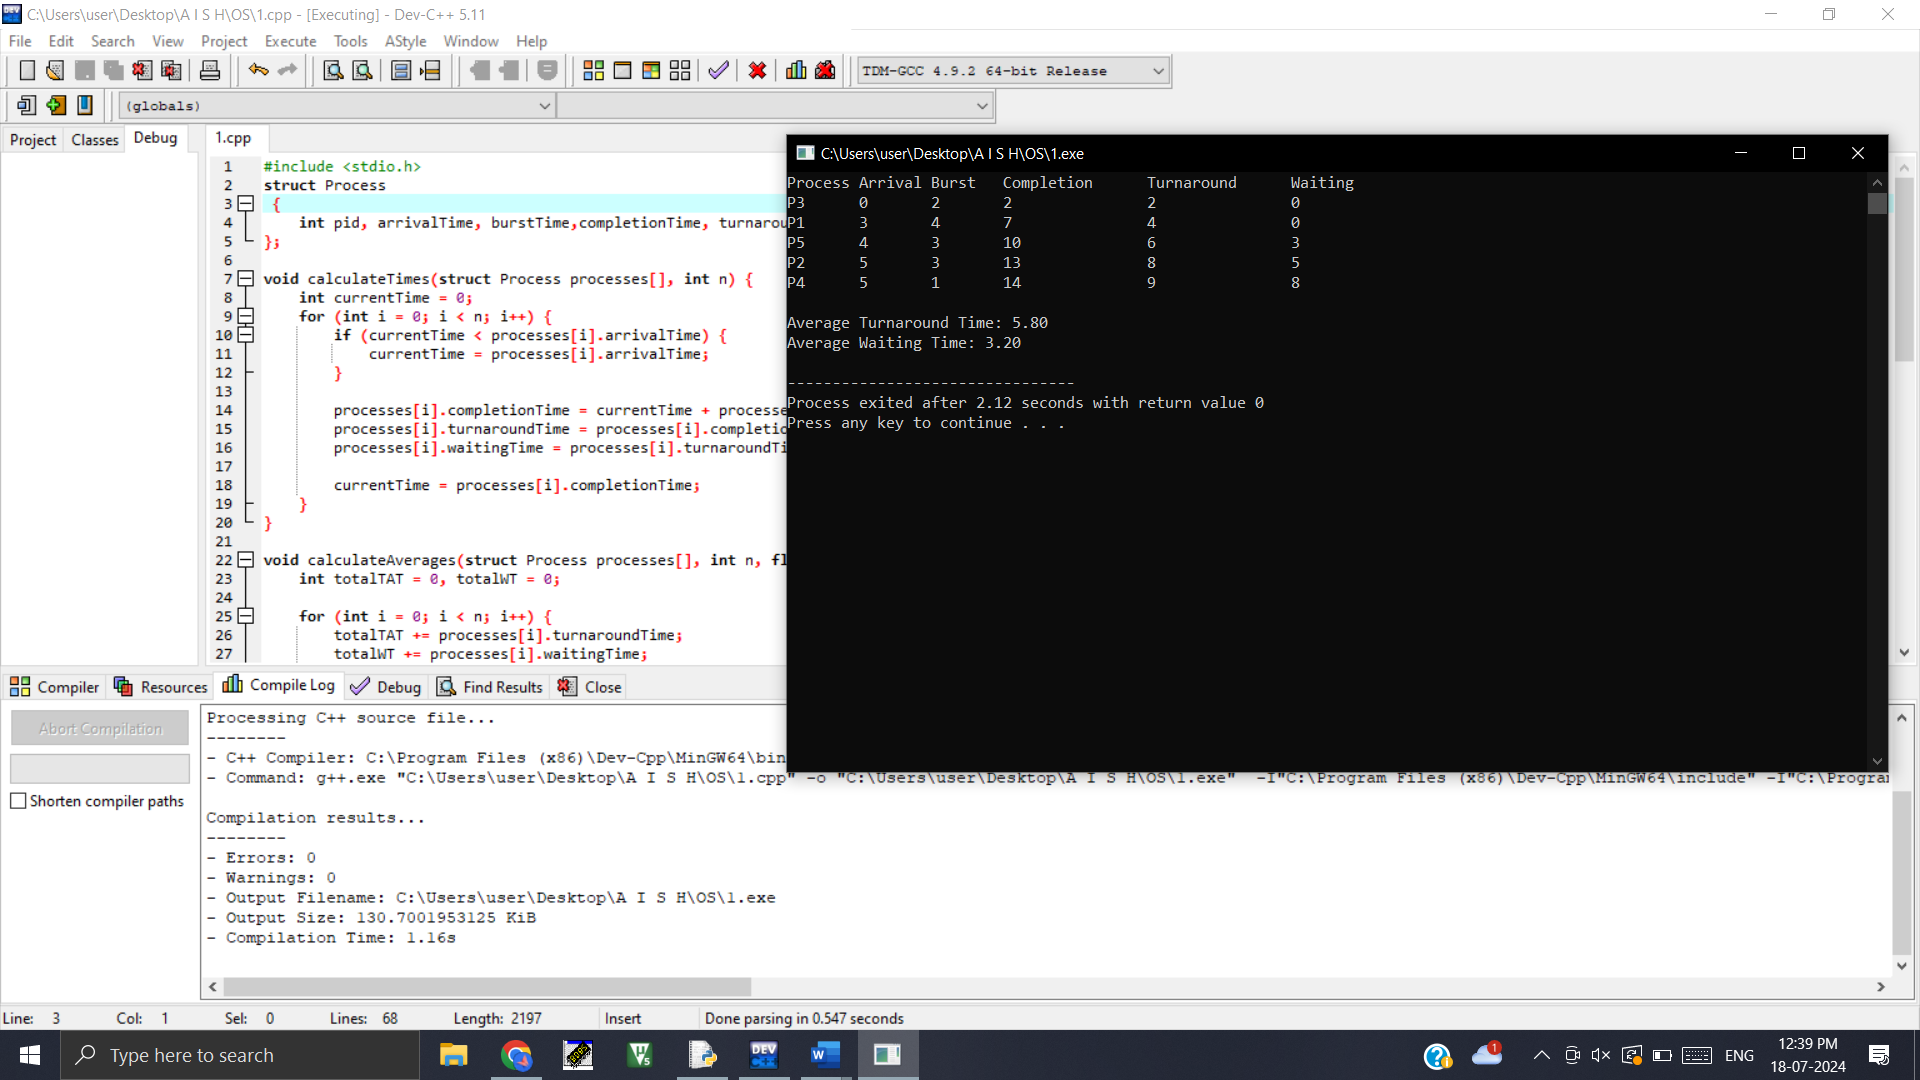 C:\Users\user\Desktop\A I S H\OS\1.cpp - [Executing] - Dev-C++ 5.11
File Edit Search View Project Execute Tools AStyle Window Help
TDM-GCC 4.9.2 64-bit Release
(globals)
Project Classes Debug
1.cpp
1 #include <stdio.h>
2 struct Process
3 {
4 int pid, arrivalTime, burstTime,completionTime, turnarou
5 };
6
7 void calculateTimes(struct Process processes[], int n) {
8 int currentTime = 0;
9 for (int i = 0; i < n; i++) {
10 if (currentTime < processes[i].arrivalTime) {
11 currentTime = processes[i].arrivalTime;
12 }
13
14 processes[i].completionTime = currentTime + processe
15 processes[i].turnaroundTime = processes[i].completic
16 processes[i].waitingTime = processes[i].turnaroundTi
17
18 currentTime = processes[i].completionTime;
19 }
20 }
21
22 void calculateAverages(struct Process processes[], int n, fl
23 int totalTAT = 0, totalWT = 0;
24
25 for (int i = 0; i < n; i++) {
26 totalTAT += processes[i].turnaroundTime;
27 totalWT += processes[i].waitingTime;
C:\Users\user\Desktop\A I S H\OS\1.exe
Process Arrival Burst Completion Turnaround Waiting
P3 0 2 2 2 0
P1 3 4 7 4 0
P5 4 3 10 6 3
P2 5 3 13 8 5
P4 5 1 14 9 8
Average Turnaround Time: 5.80
Average Waiting Time: 3.20
--------------------------------
Process exited after 2.12 seconds with return value 0
Press any key to continue . . .
Compiler Resources Compile Log Debug Find Results Close
Abort Compilation
Shorten compiler paths
Processing C++ source file...
--------
- C++ Compiler: C:\Program Files (x86)\Dev-Cpp\MinGW64\bin
- Command: g++.exe "C:\Users\user\Desktop\A I S H\OS\1.cpp" -o "C:\Users\user\Desktop\A I S H\OS\1.exe" -I"C:\Program Files (x86)\Dev-Cpp\MinGW64\include" -I"C:\Progra
Compilation results...
--------
- Errors: 0
- Warnings: 0
- Output Filename: C:\Users\user\Desktop\A I S H\OS\1.exe
- Output Size: 130.7001953125 KiB
- Compilation Time: 1.16s
Line: 3 Col: 1 Sel: 0 Lines: 68 Length: 2197 Insert Done parsing in 0.547 seconds
Type here to search
DEV C++
1
ENG
12:39 PM
18-07-2024